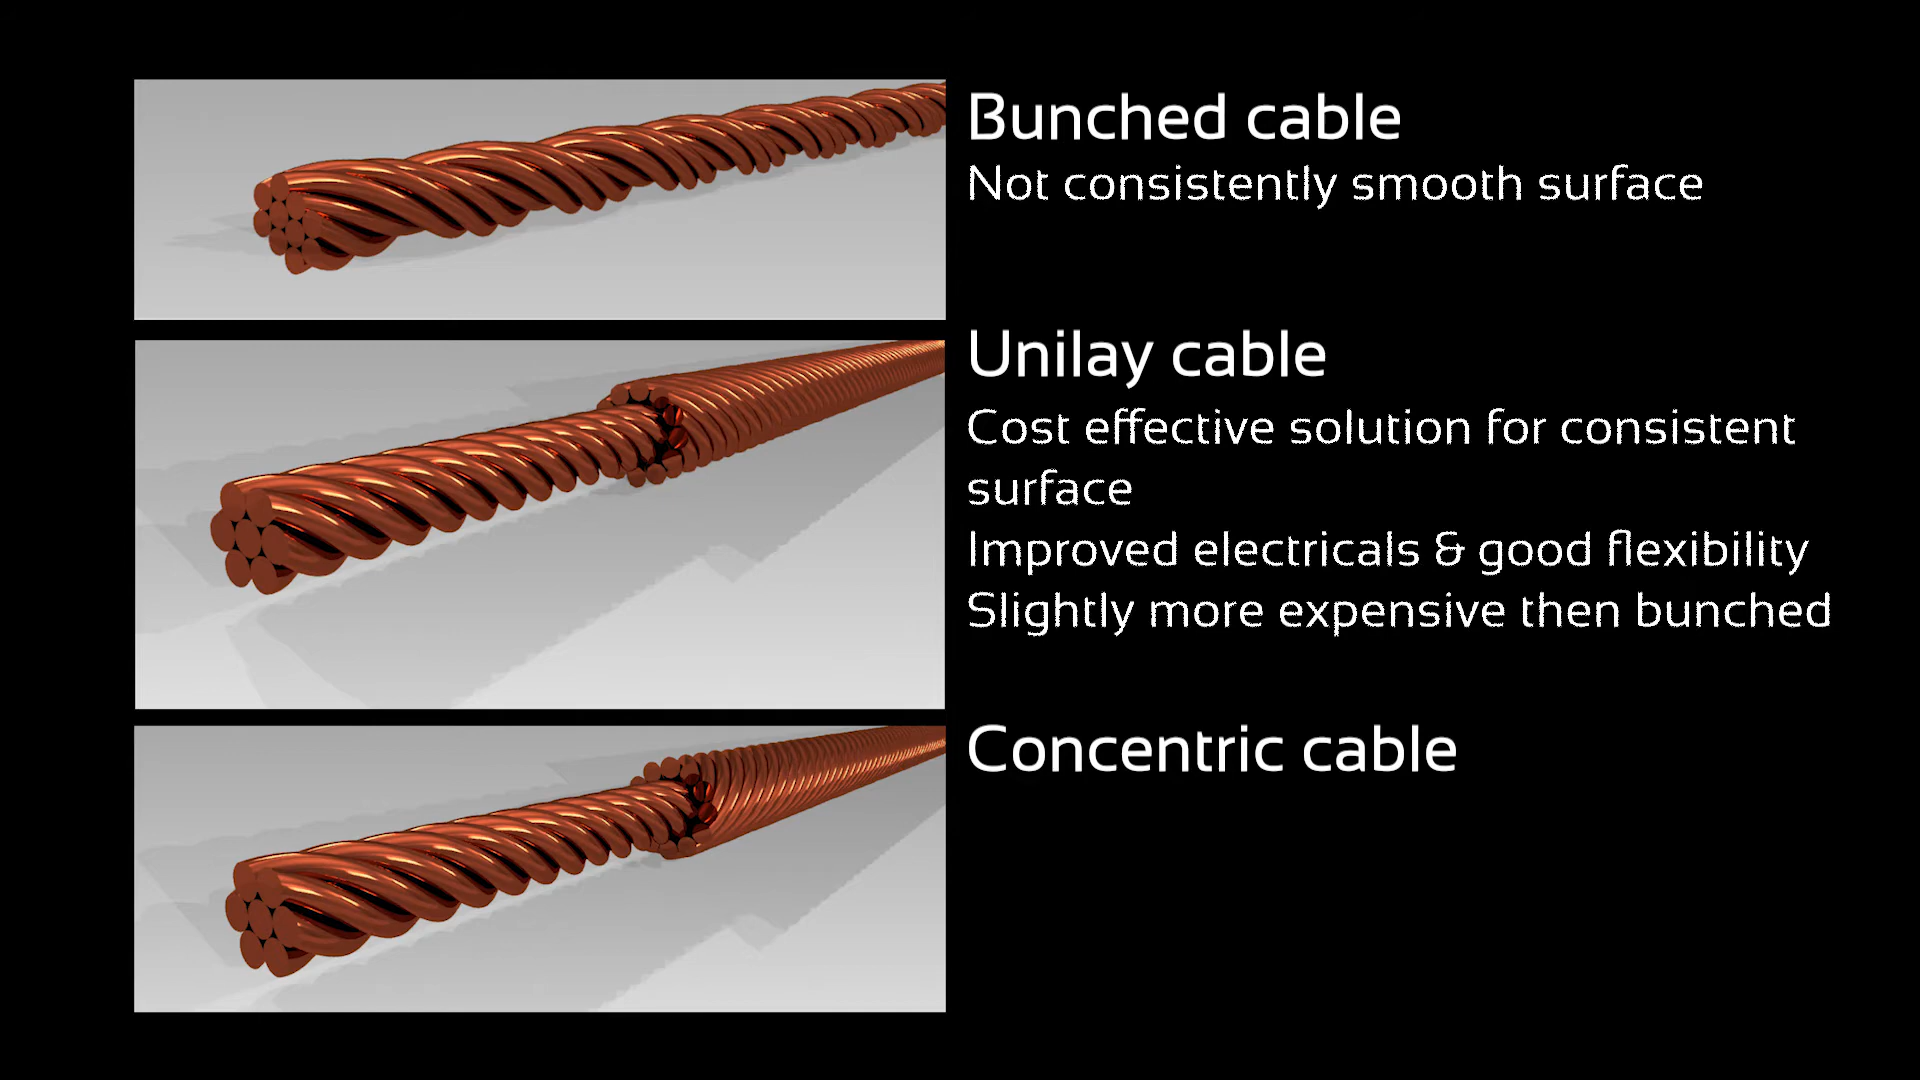 Bunched cable
Not consistently smooth surface
Unilay cable
Cost effective solution for consistent
surface
Improved electricals & good flexibility
Slightly more expensive then bunched
Concentric cable